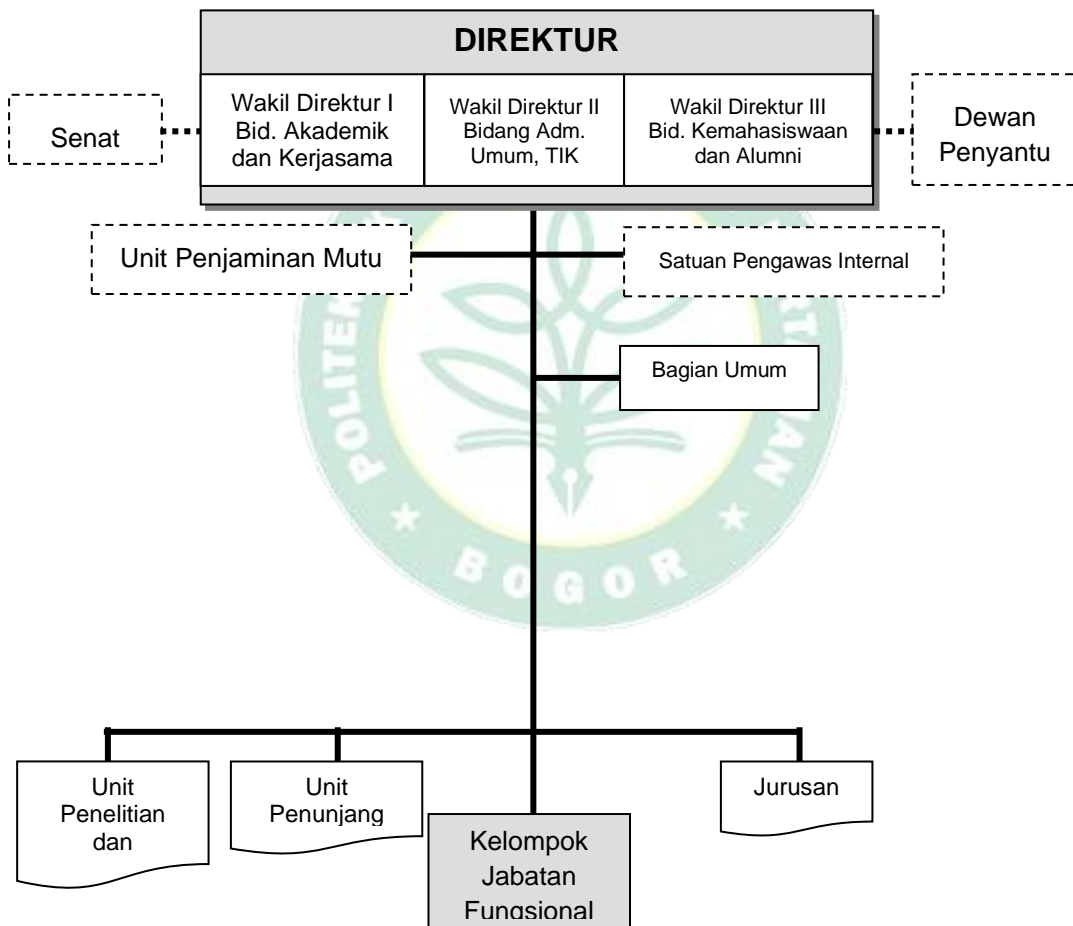 DIREKTUR
Wakil Direktur I
Bid. Akademik
dan Kerjasama
Wakil Direktur II
Bidang Adm.
Umum, TIK
Wakil Direktur III
Bid. Kemahasiswaan
dan Alumni
Senat
Dewan
Penyantu
Unit Penjaminan Mutu
Satuan Pengawas Internal
Bagian Umum
BOGOR
Unit
Penelitian
dan
Unit
Penunjang
Jurusan
Kelompok
Jabatan
Fungsional